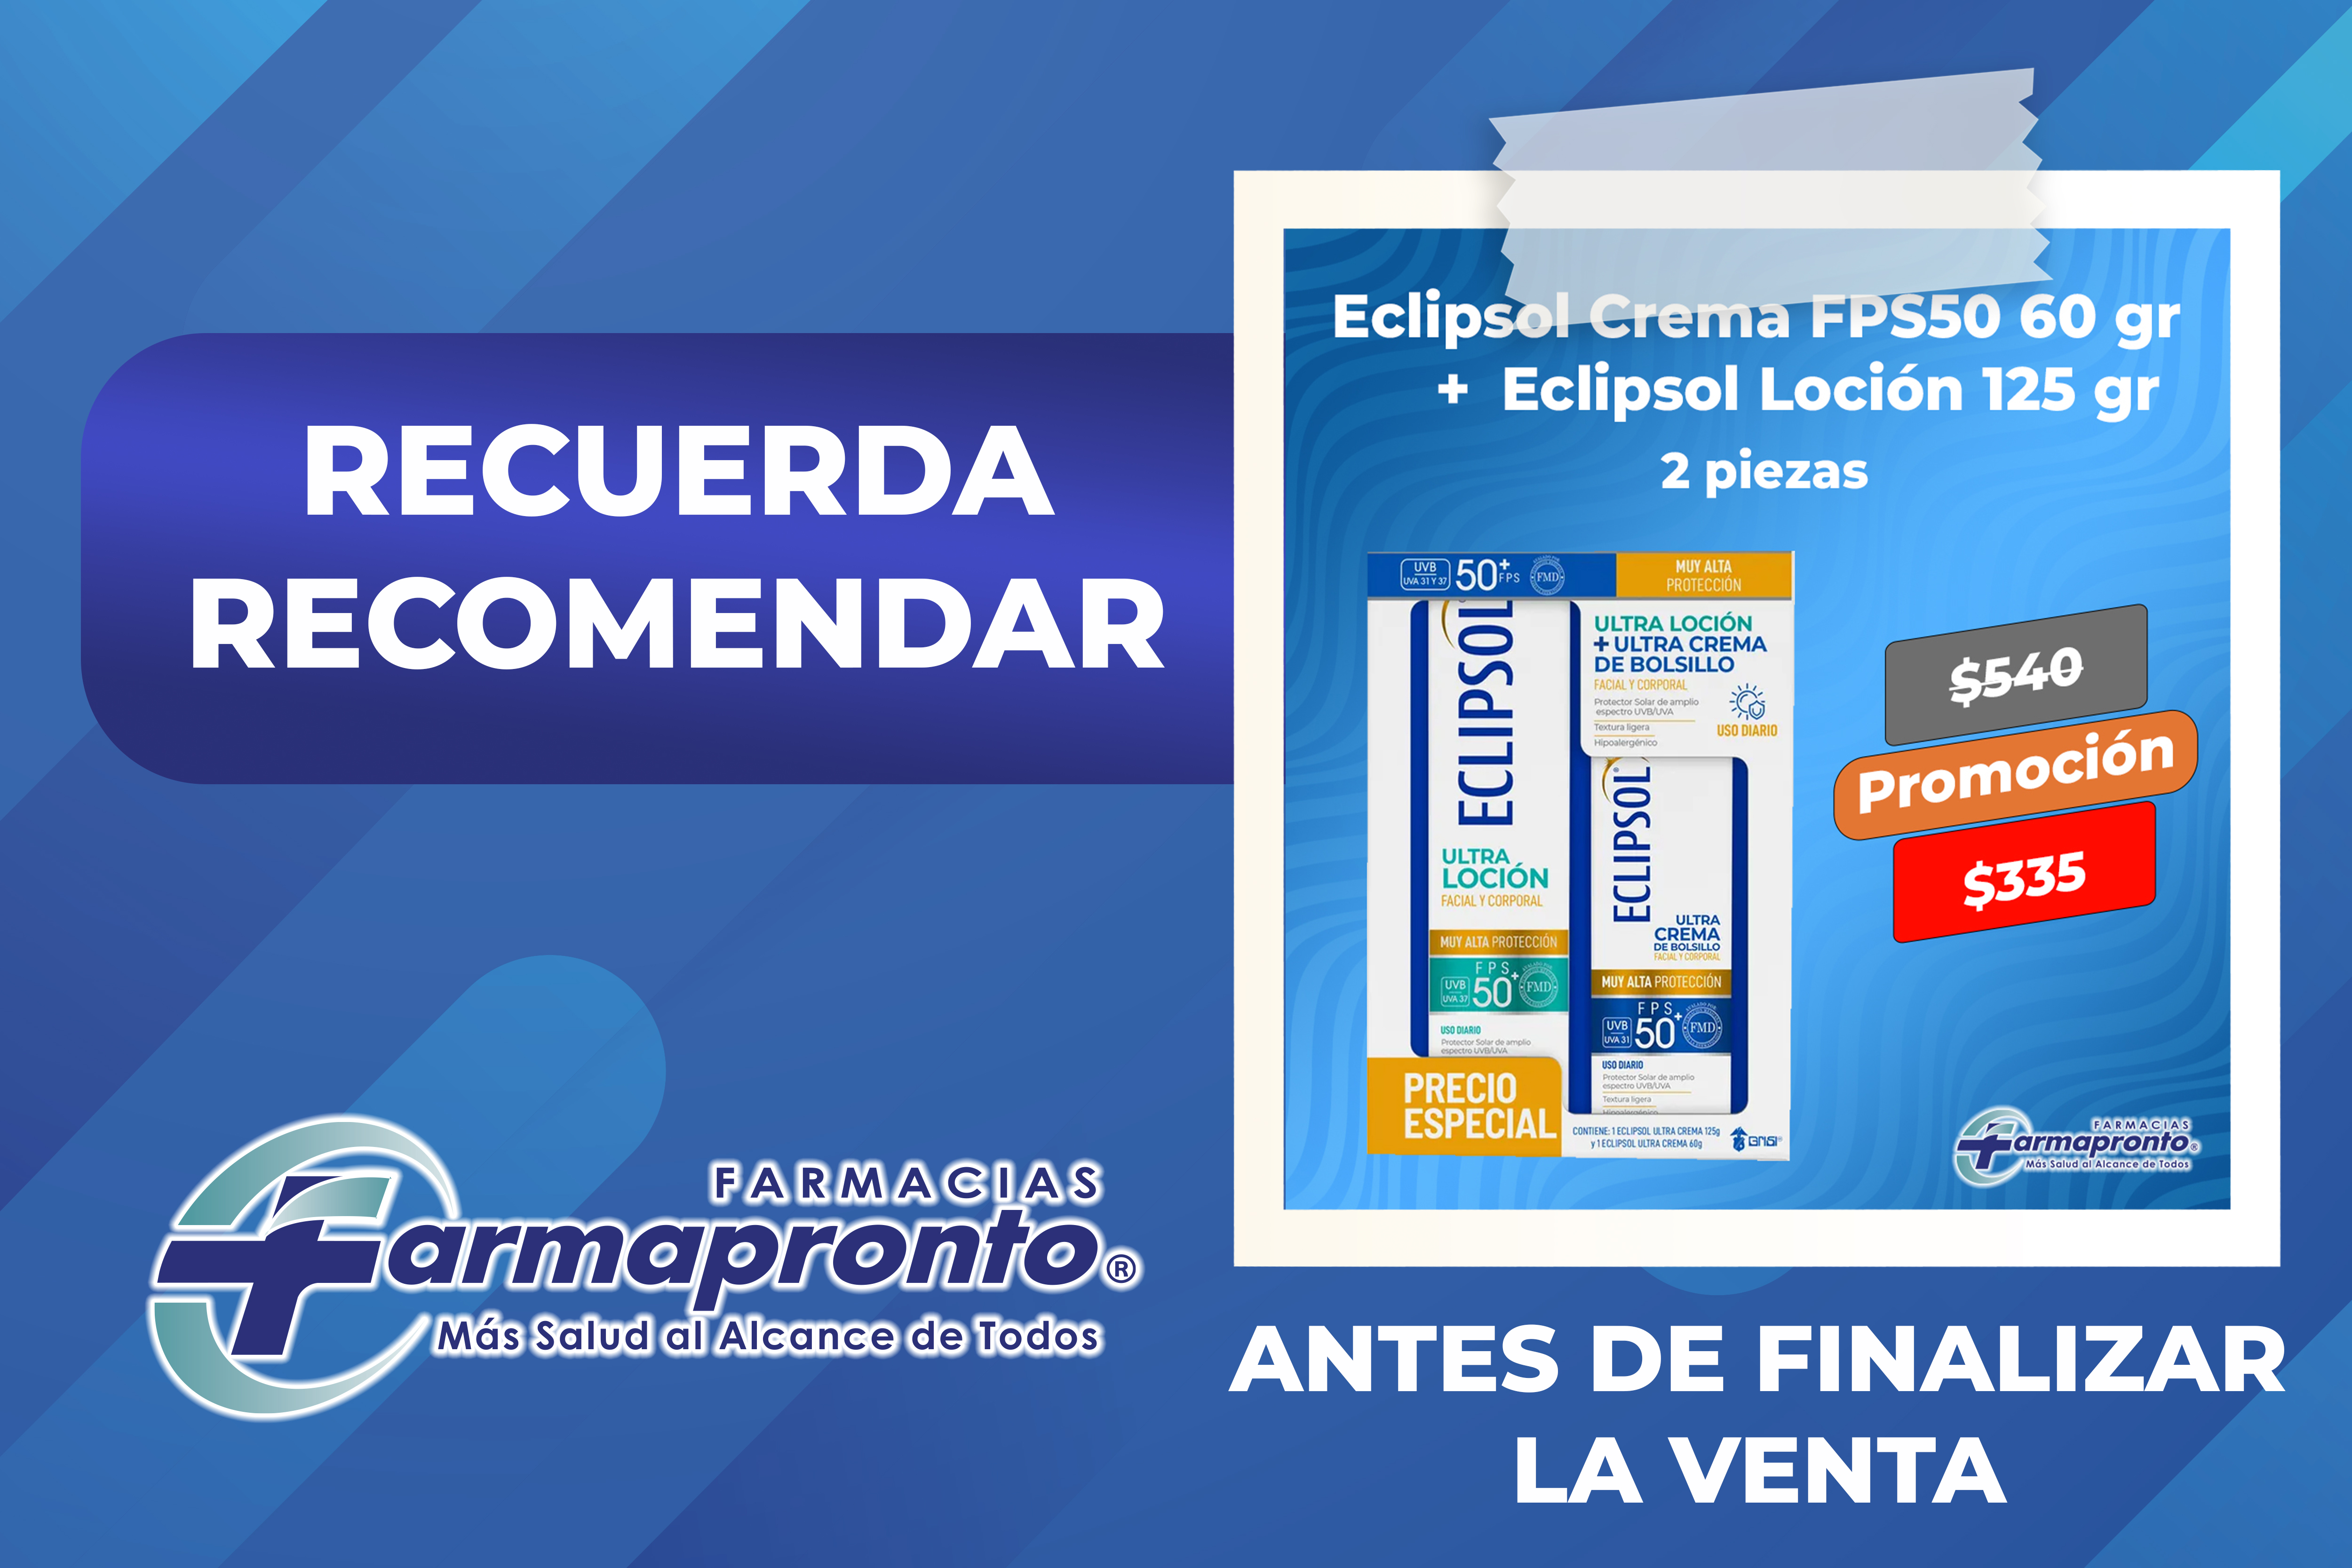 RECUERDA
RECOMENDAR
FARMACIAS
Farmapronto®
Más Salud al Alcance de Todos
Eclipsol Crema FPS50 60 gr
+ Eclipsol Loción 125 gr
2 piezas
UVB
UVA 31 Y 37
50+
FPS
FMD
MUY ALTA
PROTECCIÓN
ECLIPSOL
ULTRA LOCIÓN
+ ULTRA CREMA
DE BOLSILLO
FACIAL Y CORPORAL
Protector Solar de amplio
espectro UVB/UVA
Textura ligera
Hipoalergénico
USO DIARIO
ULTRA
LOCIÓN
FACIAL Y CORPORAL
MUY ALTA PROTECCIÓN
FPS
UVB
UVA 37
50+
FMD
USO DIARIO
Protector Solar de amplio
espectro UVB/UVA
ECLIPSOL®
ULTRA
CREMA
DE BOLSILLO
FACIAL Y CORPORAL
MUY ALTA PROTECCIÓN
FPS
UVB
UVA 31
50+
FMD
USO DIARIO
Protector Solar de amplio
espectro UVB/UVA
Textura ligera
Hipoalergénico
PRECIO
ESPECIAL
CONTIENE: 1 ECLIPSOL ULTRA CREMA 125g
y 1 ECLIPSOL ULTRA CREMA 60g
GRISI®
$540
Promoción
$335
FARMACIAS
Farmapronto®
Más Salud al Alcance de Todos
ANTES DE FINALIZAR
LA VENTA